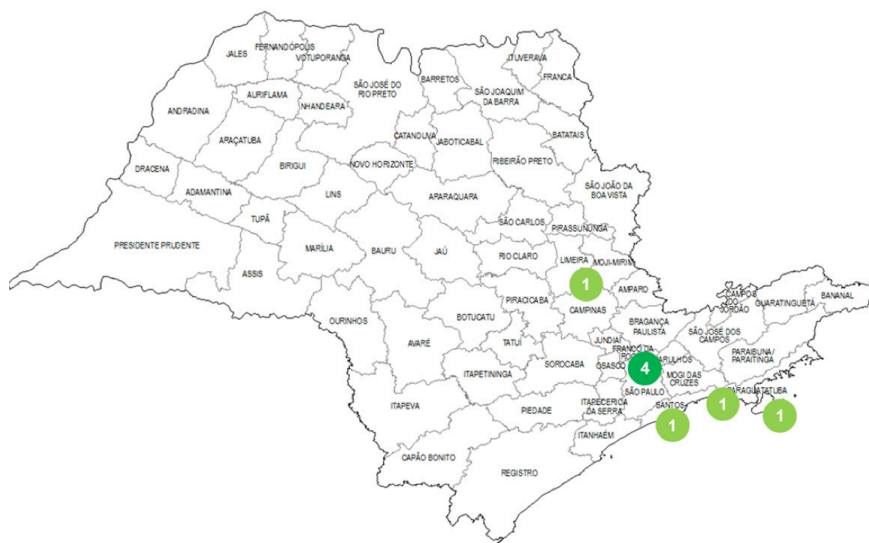 JALES
FERNANDÓPOLIS
VOTUPORANGA
SÃO JOSÉ DO
RIO PRETO
BARRETOS
ITUVERAVA
FRANCA
SÃO JOAQUIM
DA BARRA
AURIFLAMA
NHANDEARA
ANDRADINA
BATATAIS
CATANDUVA
JABOTICABAL
ARAÇATUBA
BIRIGUI
NOVO HORIZONTE
RIBEIRÃO PRETO
DRACENA
ADAMANTINA
LINS
ARARAQUARA
SÃO JOÃO DA
BOA VISTA
TUPÃ
SÃO CARLOS
PIRASSUNUNGA
PRESIDENTE PRUDENTE
MARÍLIA
BAURU
JAÚ
RIO CLARO
LIMEIRA
MOJI-MIRIM
ASSIS
1
AMPARO
PIRACICABA
CAMPINAS
CAMPOS
DO
JORDÃO
GUARATINGUETÁ
BANANAL
OURINHOS
BOTUCATU
BRAGANÇA
PAULISTA
SÃO JOSÉ DOS
CAMPOS
AVARÉ
TATUÍ
JUNDIAÍ
FRANCO DA
PARAIBUNA/
PARAITINGA
ITAPETININGA
SOROCABA
OSASCO
4
ARULHOS
MOGI DAS
CRUZES
SÃO PAULO
ITAPEVA
PIEDADE
ITAPECERICA
DA SERRA
SANTOS
1
ARAGUATATUBA
1
1
ITANHAÉM
CAPÃO BONITO
REGISTRO